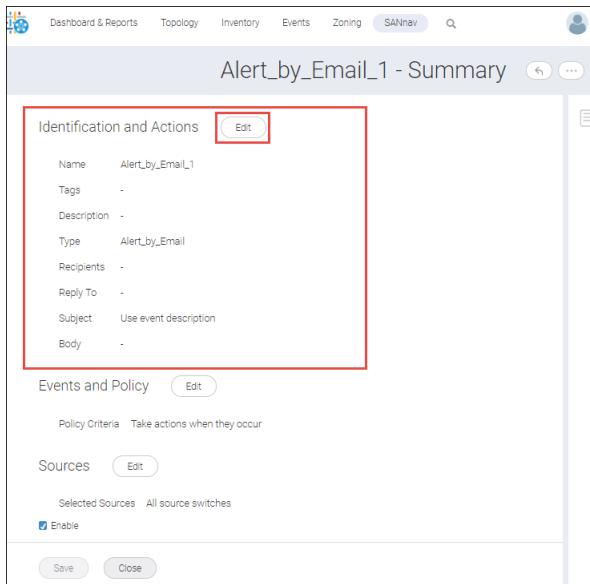 Dashboard & Reports Topology Inventory Events Zoning SANnav
Alert_by_Email_1 - Summary
Identification and Actions Edit
Name Alert_by_Email_1
Tags -
Description -
Type Alert_by_Email
Recipients -
Reply To -
Subject Use event description
Body -
Events and Policy Edit
Policy Criteria Take actions when they occur
Sources Edit
Selected Sources All source switches
Enable
Save Close